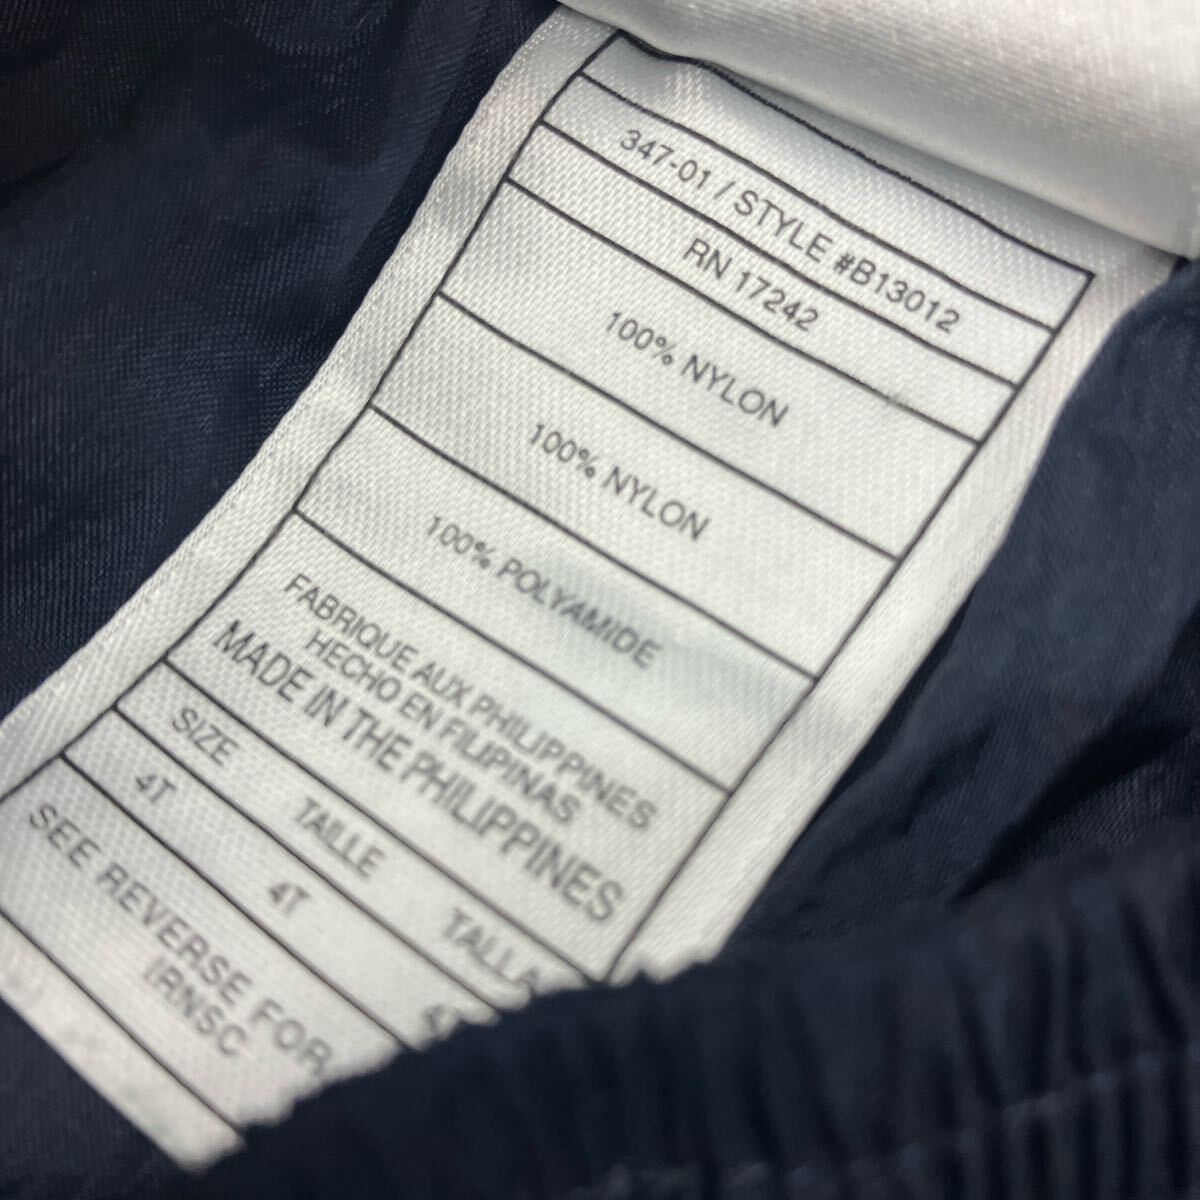 347-01 / STYLE #B13012
RN 17242
100% NYLON
100% NYLON
100% POLYAMIDE
FABRIQUE AUX PHILIPPINES
HECHO EN FILIPINAS
MADE IN THE PHILIPPINES
SIZE TAILLE TALLA
4T 4T
SEE REVERSE FOR
IRNSC